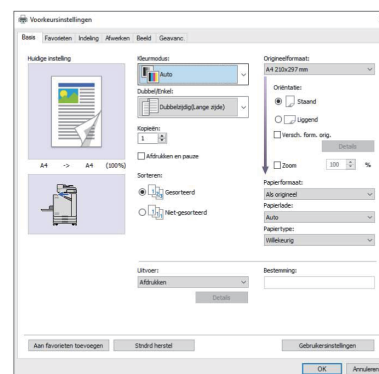 Voorkeursinstellingen
Basis Favorieten Indeling Afwerken Beeld Geavanc.
Huidige instelling
A4 -> A4 (100%)
Kleurmodus:
Auto
Dubbel/Enkel:
Dubbelzijdig(Lange zijde)
Kopieën:
1
Afdrukken en pauze
Sorteren:
Gesorteerd
Niet-gesorteerd
Uitvoer:
Afdrukken
Details
Origineelformaat:
A4 210x297 mm
Oriëntatie:
Staand
Liggend
Versch. form. orig.
Details
Zoom 100 %
Papierformaat:
Als origineel
Papierlade:
Auto
Papiertype:
Willekeurig
Bestemming:
Aan favorieten toevoegen Stndrd herstel Gebruikersinstellingen
OK Annuleren